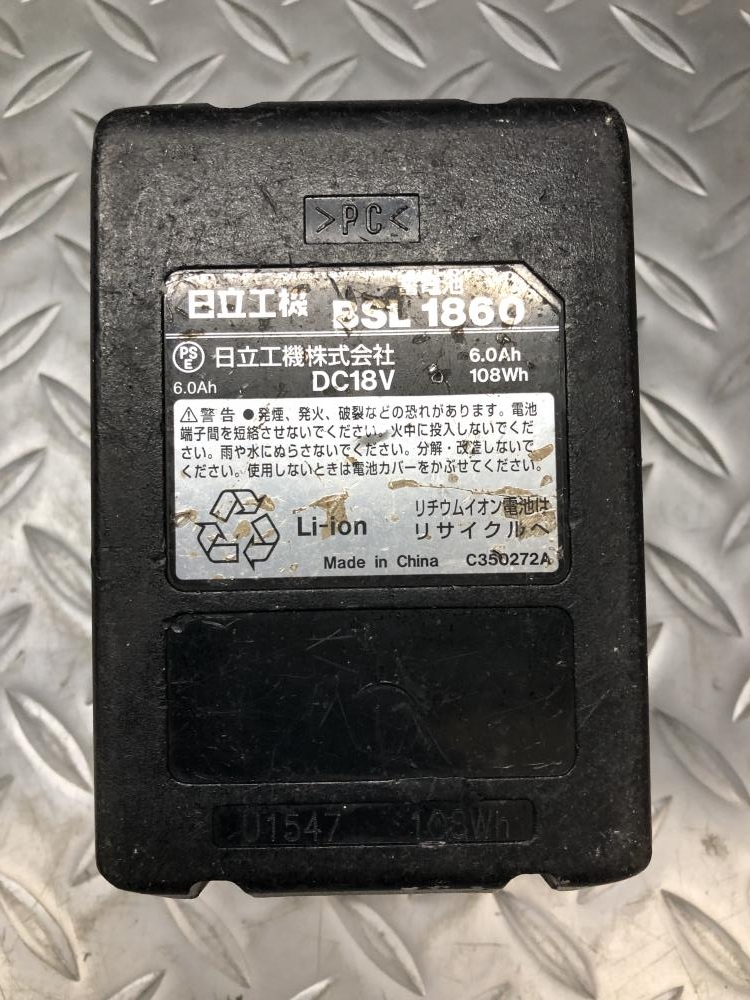 >PC<
日立工機 蓄電池
BSL 1860
PSE 日立工機株式会社 6.0Ah
6.0Ah DC18V 108Wh
⚠警告 ●発煙、発火、破裂などの恐れがあります。電池
端子間を短絡させないでください。火中に投入しないでくだ
さい。雨や水にぬらさないでください。分解・改造しないで
ください。使用しないときは電池カバーをかぶせてください。
Li-ion リチウムイオン電池は
リサイクルへ
Made in China C350272A
U1547 108Wh